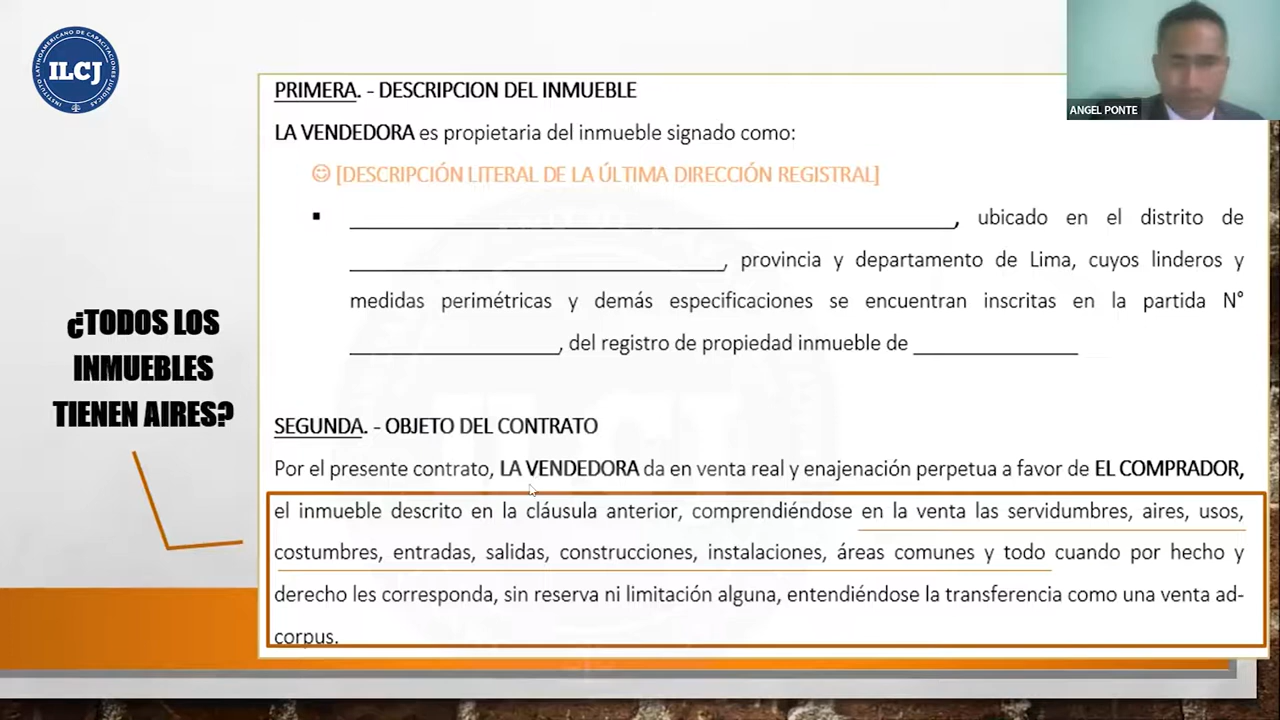 INSTITUTO LATINOAMERICANO DE CAPACITACIONES JURÍDICAS
ILCJ
ANGEL PONTE
¿TODOS LOS
INMUEBLES
TIENEN AIRES?
PRIMERA. - DESCRIPCION DEL INMUEBLE
LA VENDEDORA es propietaria del inmueble signado como:
☺ [DESCRIPCIÓN LITERAL DE LA ÚLTIMA DIRECCIÓN REGISTRAL]
▪ ____________________, ubicado en el distrito de
____________________, provincia y departamento de Lima, cuyos linderos y
medidas perimétricas y demás especificaciones se encuentran inscritas en la partida N°
____________________, del registro de propiedad inmueble de ____________________
SEGUNDA. - OBJETO DEL CONTRATO
Por el presente contrato, LA VENDEDORA da en venta real y enajenación perpetua a favor de EL COMPRADOR,
el inmueble descrito en la cláusula anterior, comprendiéndose en la venta las servidumbres, aires, usos,
costumbres, entradas, salidas, construcciones, instalaciones, áreas comunes y todo cuando por hecho y
derecho les corresponda, sin reserva ni limitación alguna, entendiéndose la transferencia como una venta ad-
corpus.